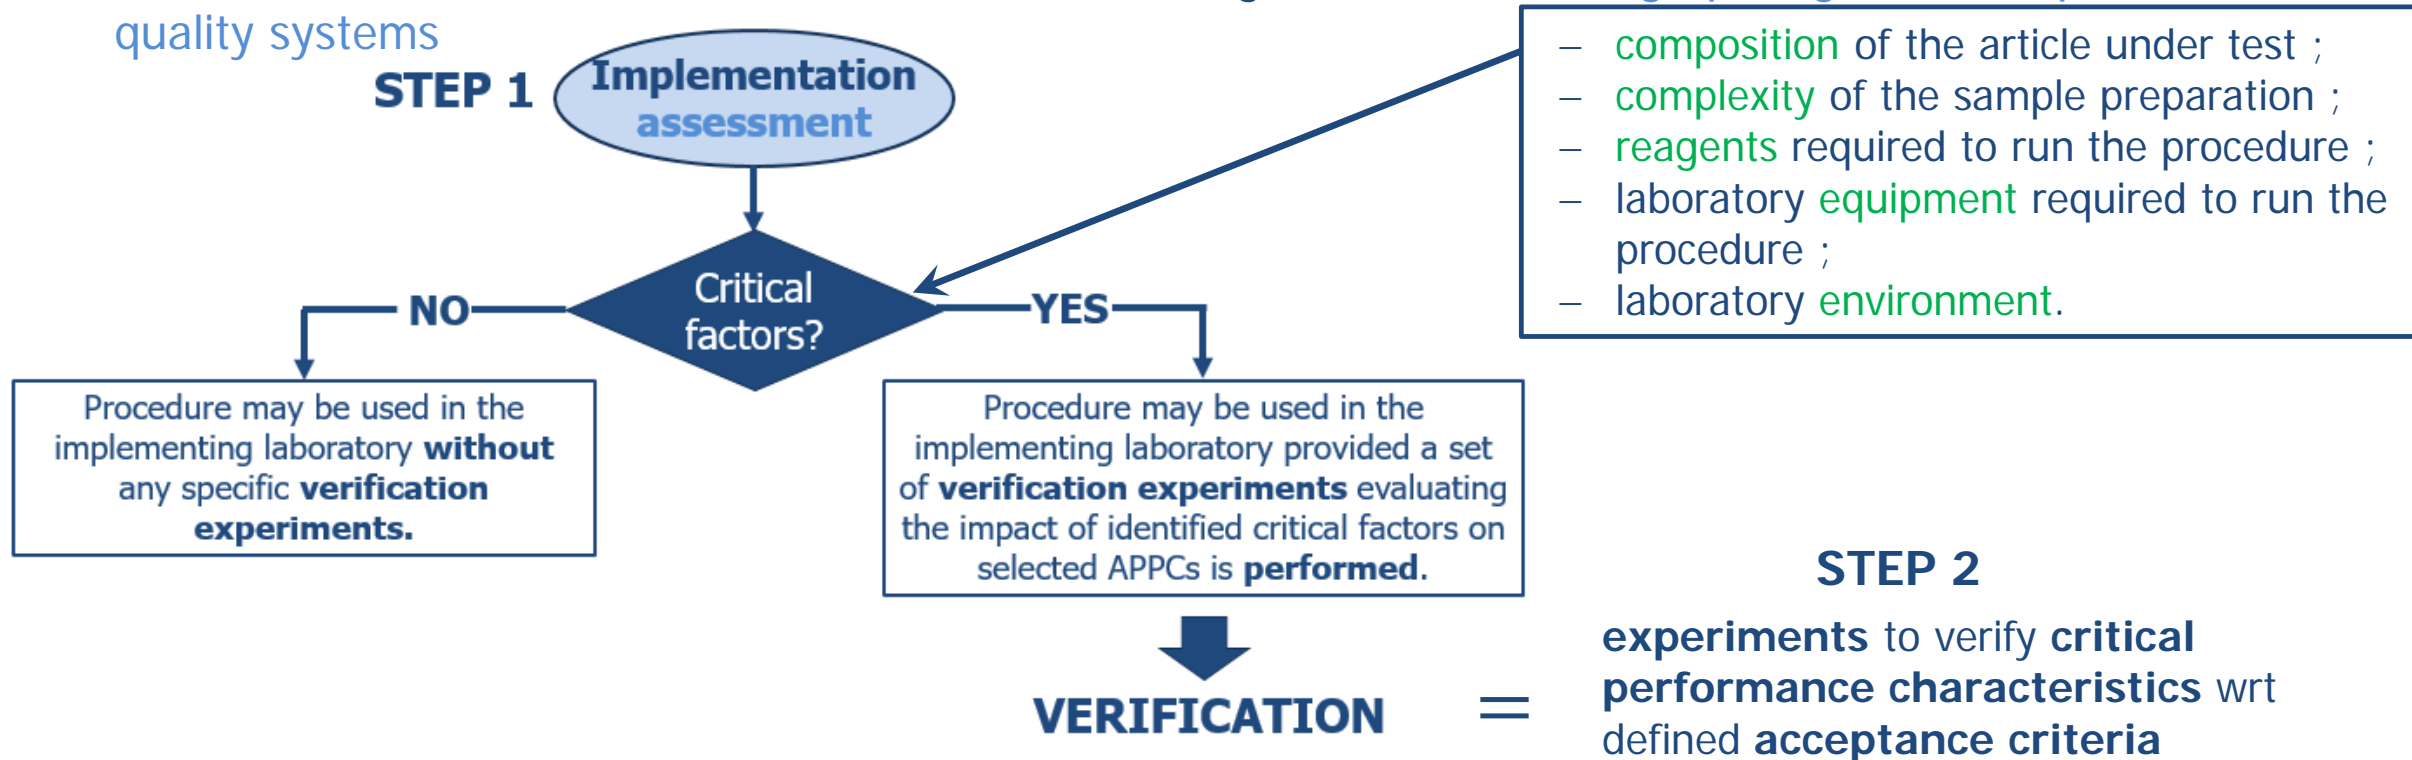 quality systems
STEP 1
Implementation
assessment
– composition of the article under test ;
– complexity of the sample preparation ;
– reagents required to run the procedure ;
– laboratory equipment required to run the
procedure ;
– laboratory environment.
Critical
factors?
NO
YES
Procedure may be used in the
implementing laboratory without
any specific verification
experiments.
Procedure may be used in the
implementing laboratory provided a set
of verification experiments evaluating
the impact of identified critical factors on
selected APPCs is performed.
VERIFICATION
=
STEP 2
experiments to verify critical
performance characteristics wrt
defined acceptance criteria